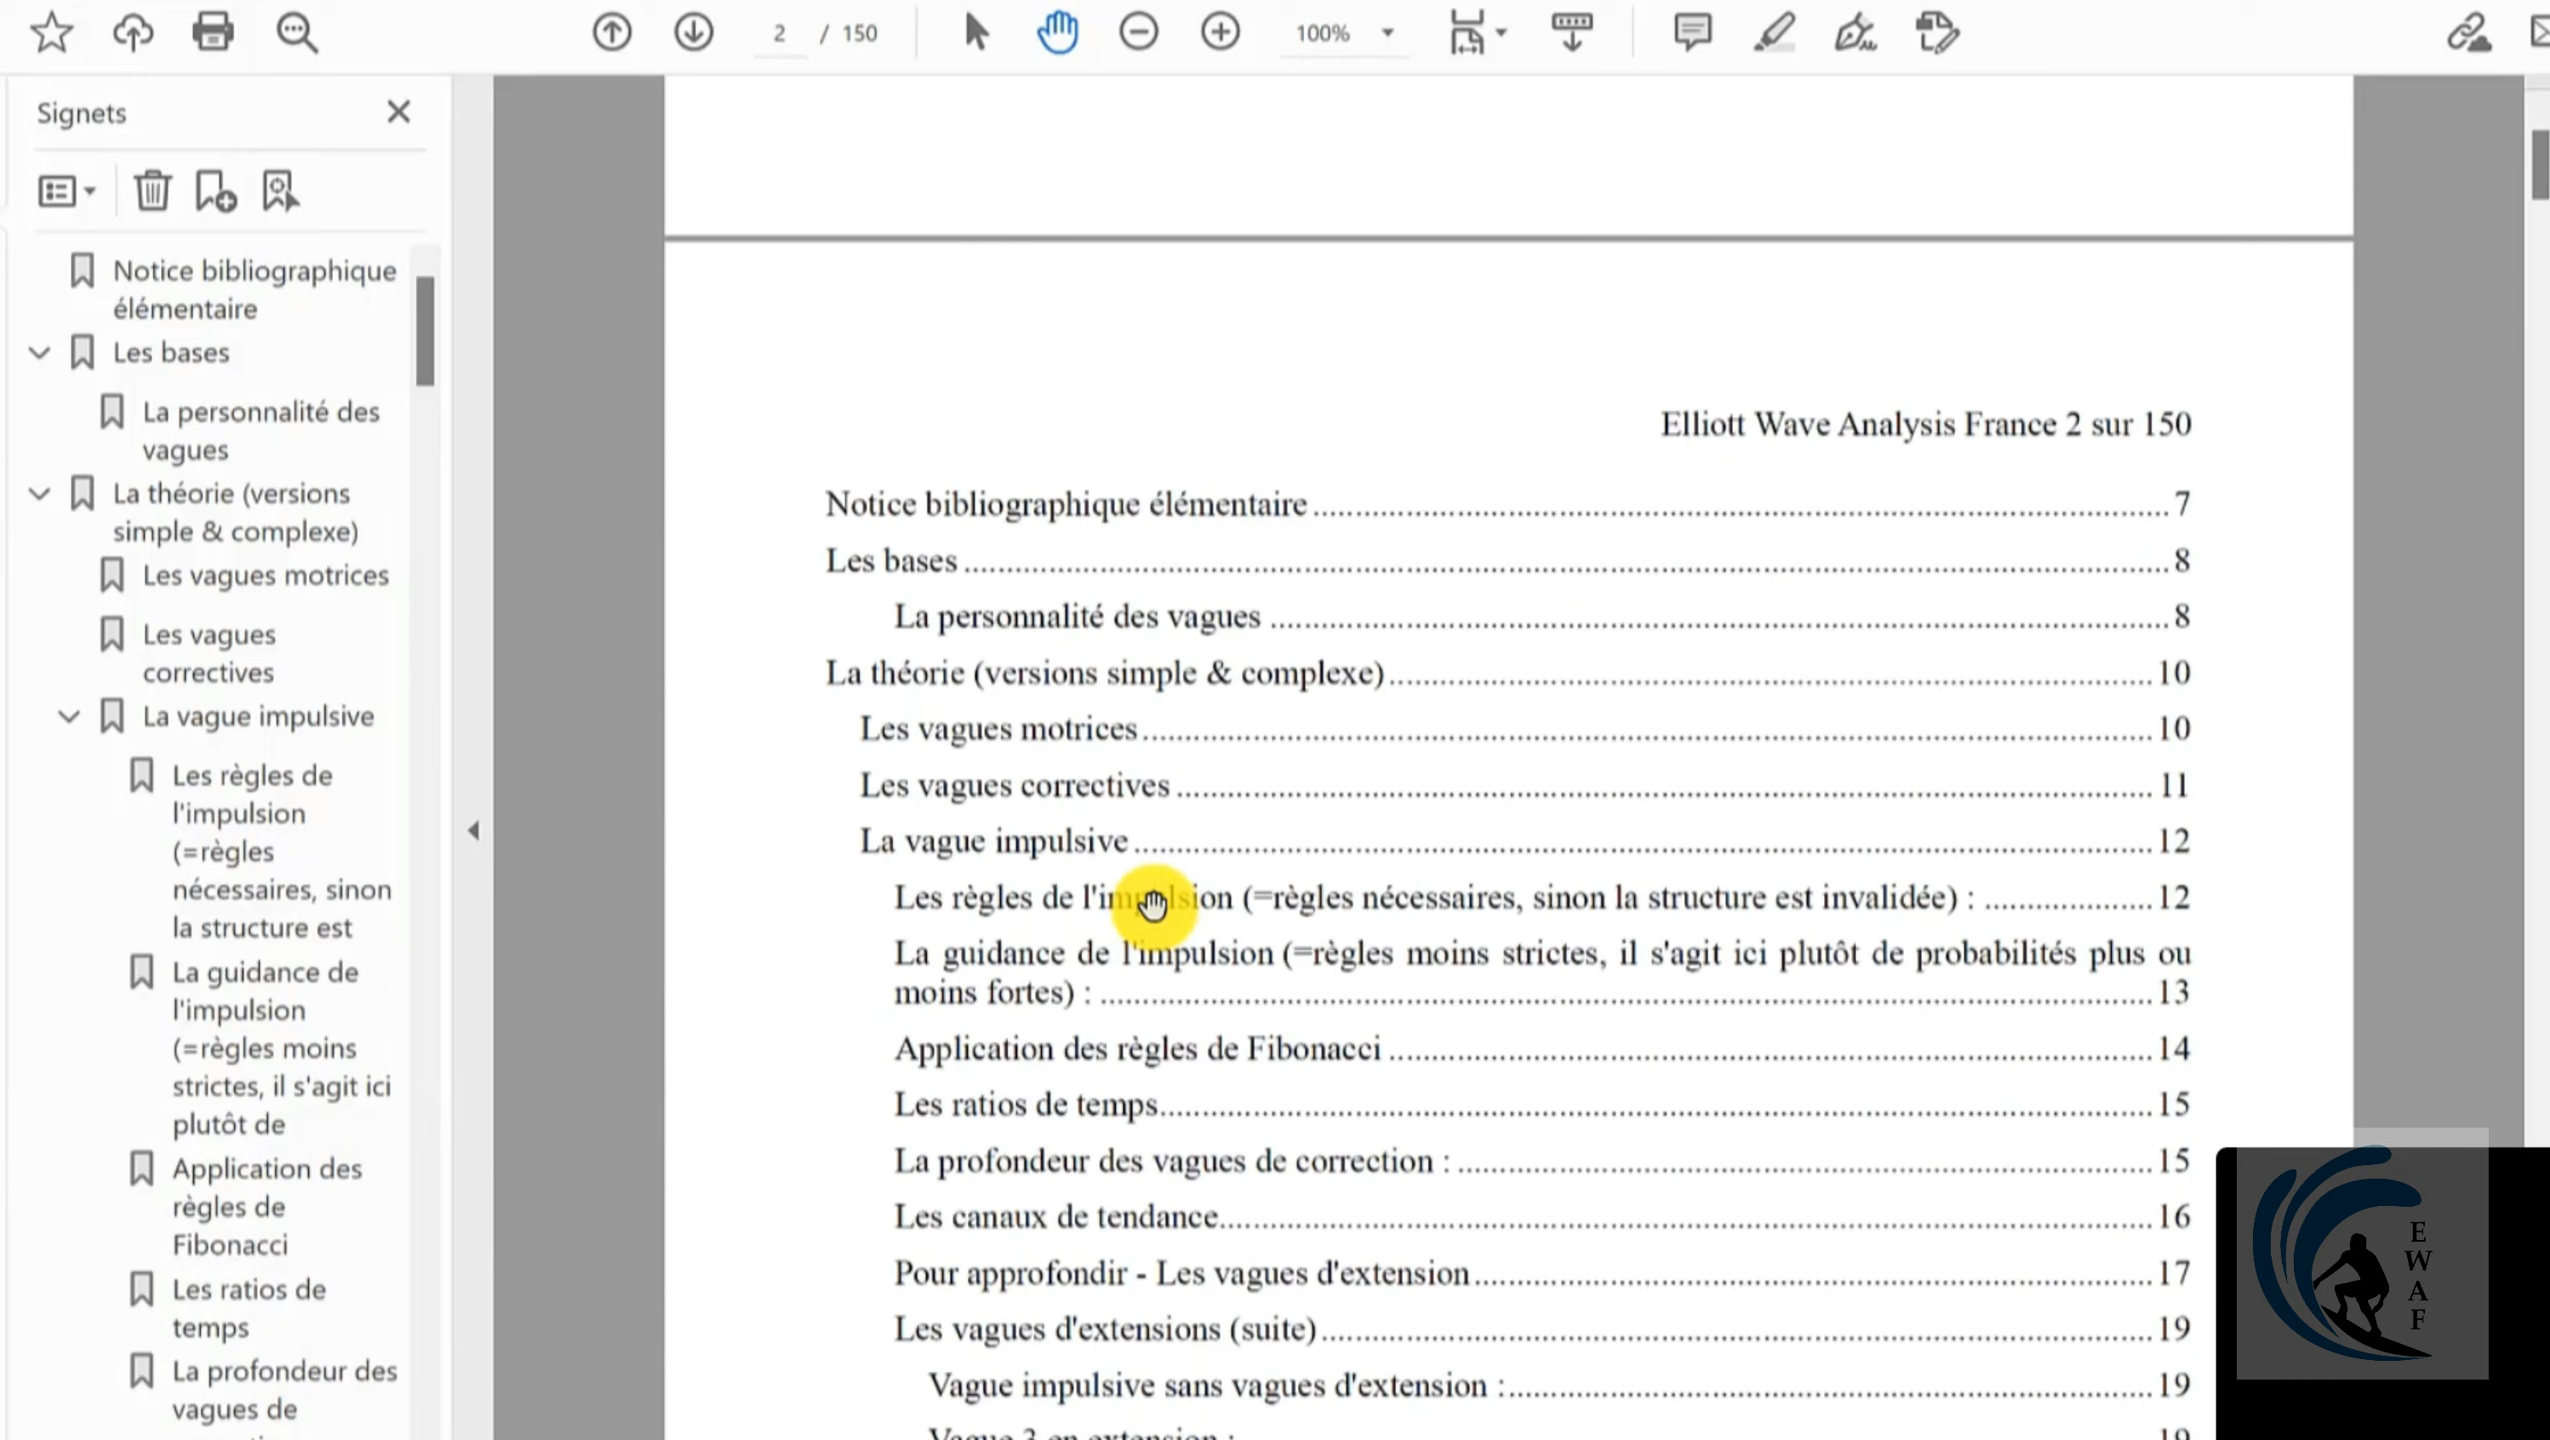 2 / 150
100%
Signets
Notice bibliographique
élémentaire
Les bases
La personnalité des
vagues
La théorie (versions
simple & complexe)
Les vagues motrices
Les vagues
correctives
La vague impulsive
Les règles de
l'impulsion
(=règles
nécessaires, sinon
la structure est
La guidance de
l'impulsion
(=règles moins
strictes, il s'agit ici
plutôt de
Application des
règles de
Fibonacci
Les ratios de
temps
La profondeur des
vagues de
Elliott Wave Analysis France 2 sur 150
Notice bibliographique élémentaire 7
Les bases 8
La personnalité des vagues 8
La théorie (versions simple & complexe) 10
Les vagues motrices 10
Les vagues correctives 11
La vague impulsive 12
Les règles de l'impulsion (=règles nécessaires, sinon la structure est invalidée) : 12
La guidance de l'impulsion (=règles moins strictes, il s'agit ici plutôt de probabilités plus ou
moins fortes) : 13
Application des règles de Fibonacci 14
Les ratios de temps 15
La profondeur des vagues de correction : 15
Les canaux de tendance 16
Pour approfondir - Les vagues d'extension 17
Les vagues d'extensions (suite) 19
Vague impulsive sans vagues d'extension : 19
Vague 3 en extension : 19
E
W
A
F